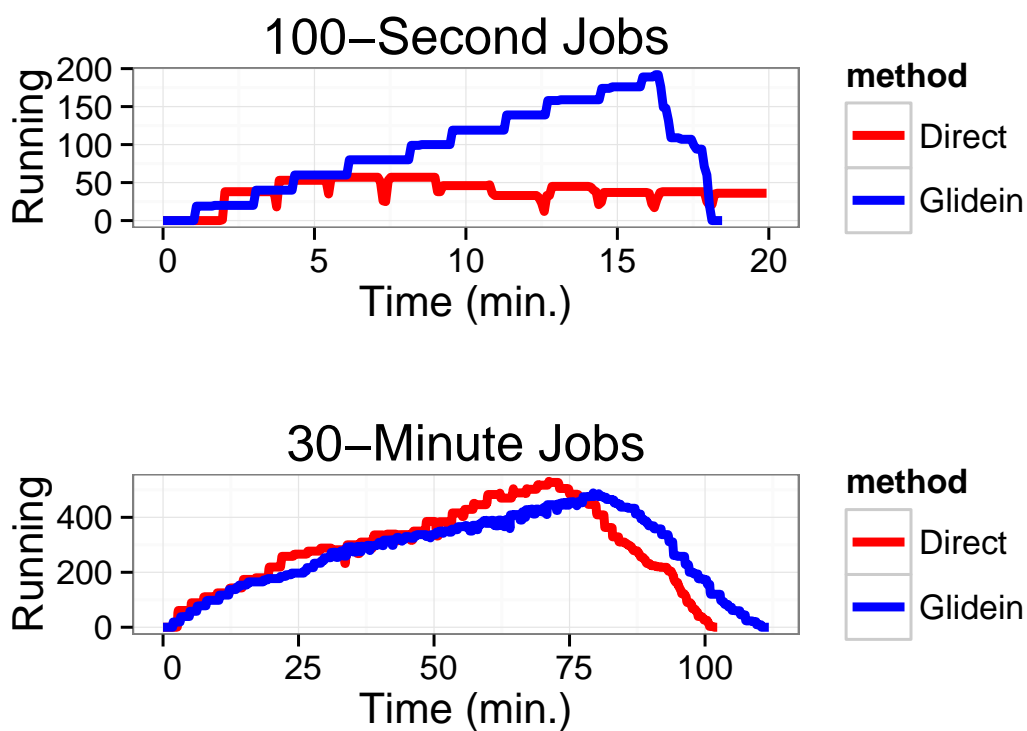 100−Second Jobs
Running
200
150
100
50
0
0 5 10 15 20
Time (min.)
method
Direct
Glidein
30−Minute Jobs
Running
400
200
0
0 25 50 75 100
Time (min.)
method
Direct
Glidein